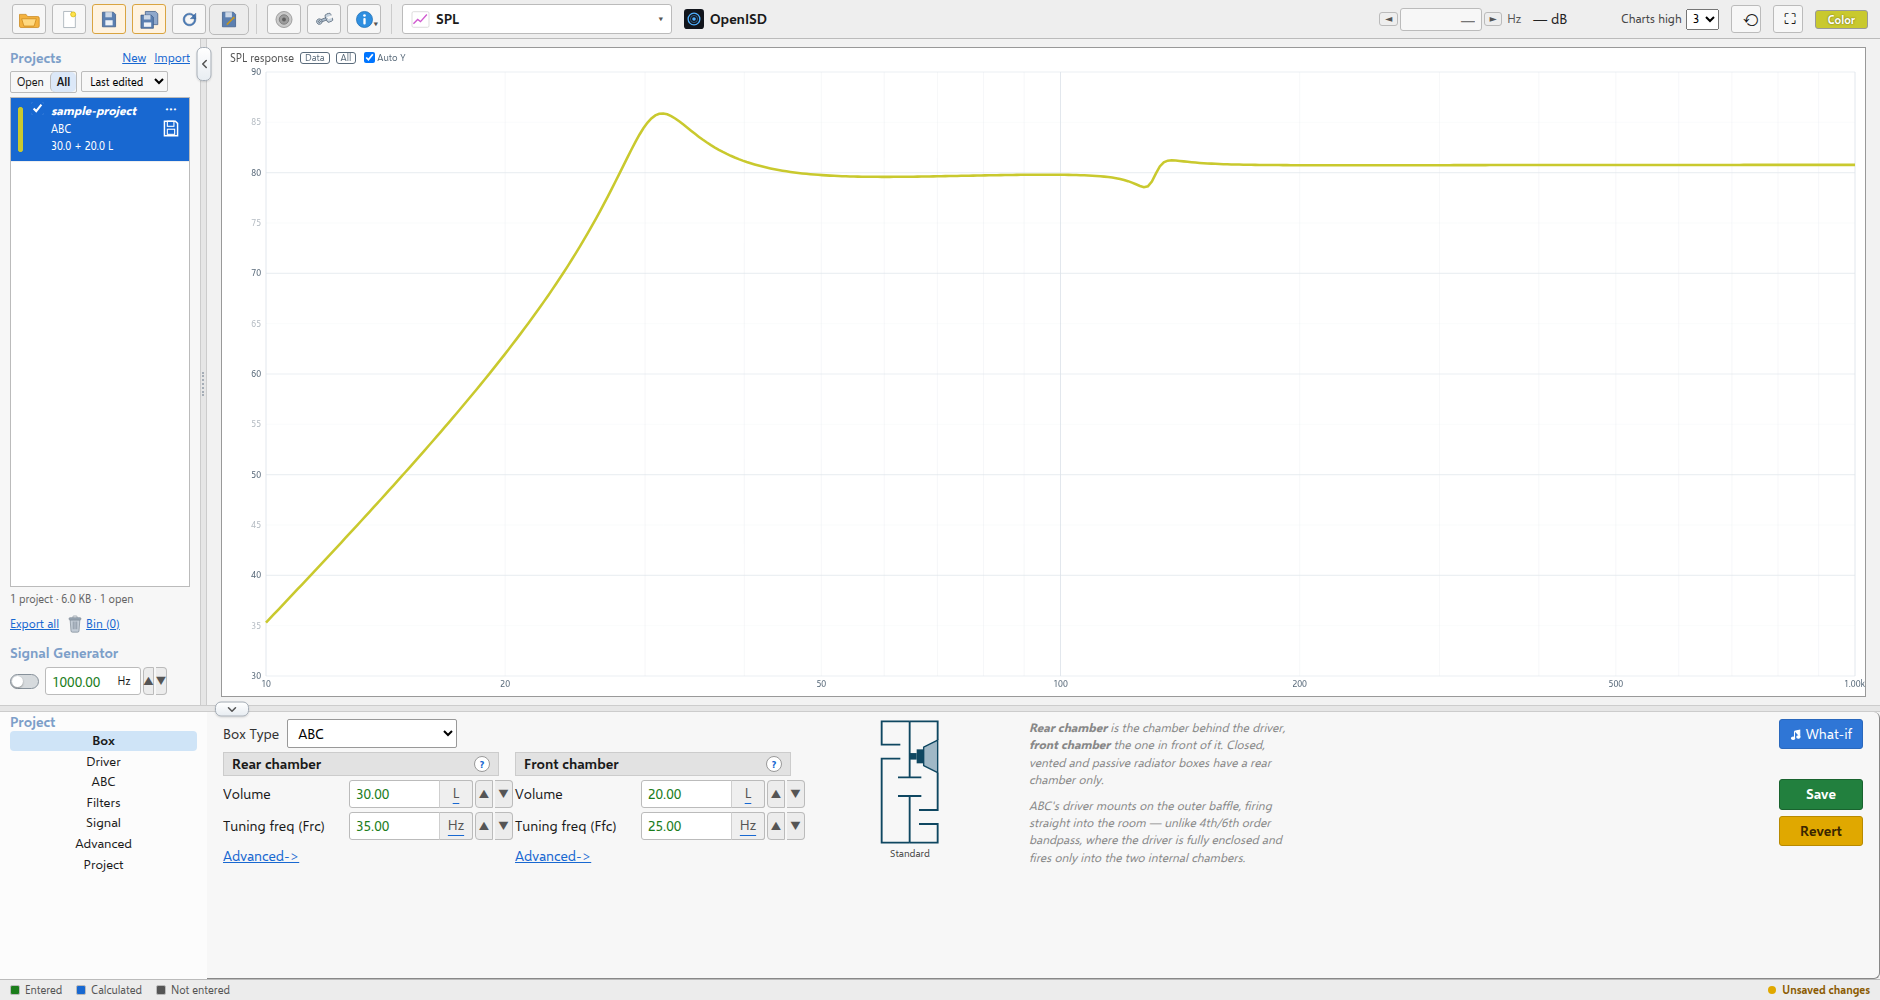 SPL
OpenISD
—
Hz
— dB
Charts high
3
Color
Projects
New
Import
Open
All
Last edited
sample-project
ABC
30.0 + 20.0 L
1 project · 6.0 KB · 1 open
Export all
Bin (0)
Signal Generator
1000.00
Hz
SPL response
Data
All
Auto Y
90
85
80
75
70
65
60
55
50
45
40
35
30
10
20
50
100
200
500
1.00k
Project
Box
Driver
ABC
Filters
Signal
Advanced
Project
Box Type
ABC
Rear chamber
?
Volume
30.00
L
Tuning freq (Frc)
35.00
Hz
Advanced->
Front chamber
?
Volume
20.00
L
Tuning freq (Ffc)
25.00
Hz
Advanced->
Standard
Rear chamber is the chamber behind the driver,
front chamber the one in front of it. Closed,
vented and passive radiator boxes have a rear
chamber only.
ABC's driver mounts on the outer baffle, firing
straight into the room — unlike 4th/6th order
bandpass, where the driver is fully enclosed and
fires only into the two internal chambers.
What-if
Save
Revert
Entered
Calculated
Not entered
Unsaved changes